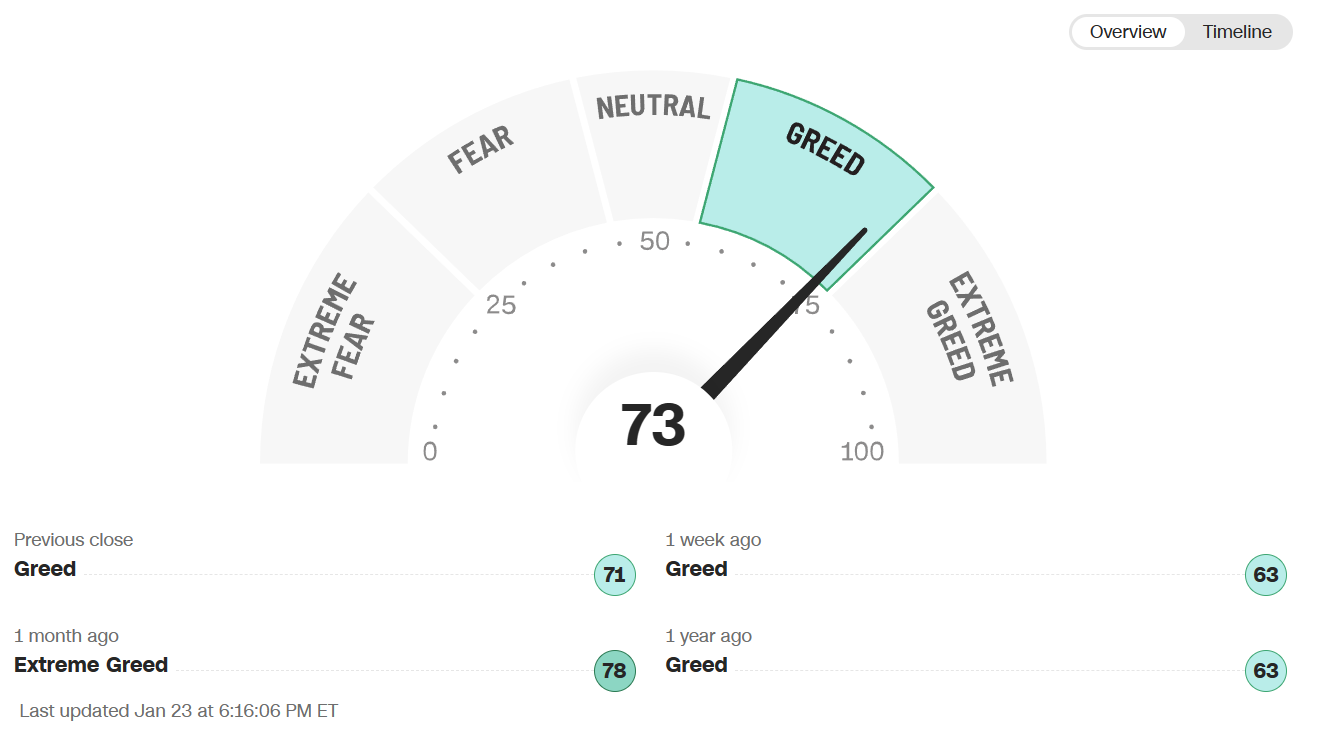 Overview Timeline
NEUTRAL
FEAR
GREED
EXTREME
FEAR
EXTREME
GREED
50
25
75
0
100
73
Previous close
Greed 71
1 week ago
Greed 63
1 month ago
Extreme Greed 78
1 year ago
Greed 63
Last updated Jan 23 at 6:16:06 PM ET